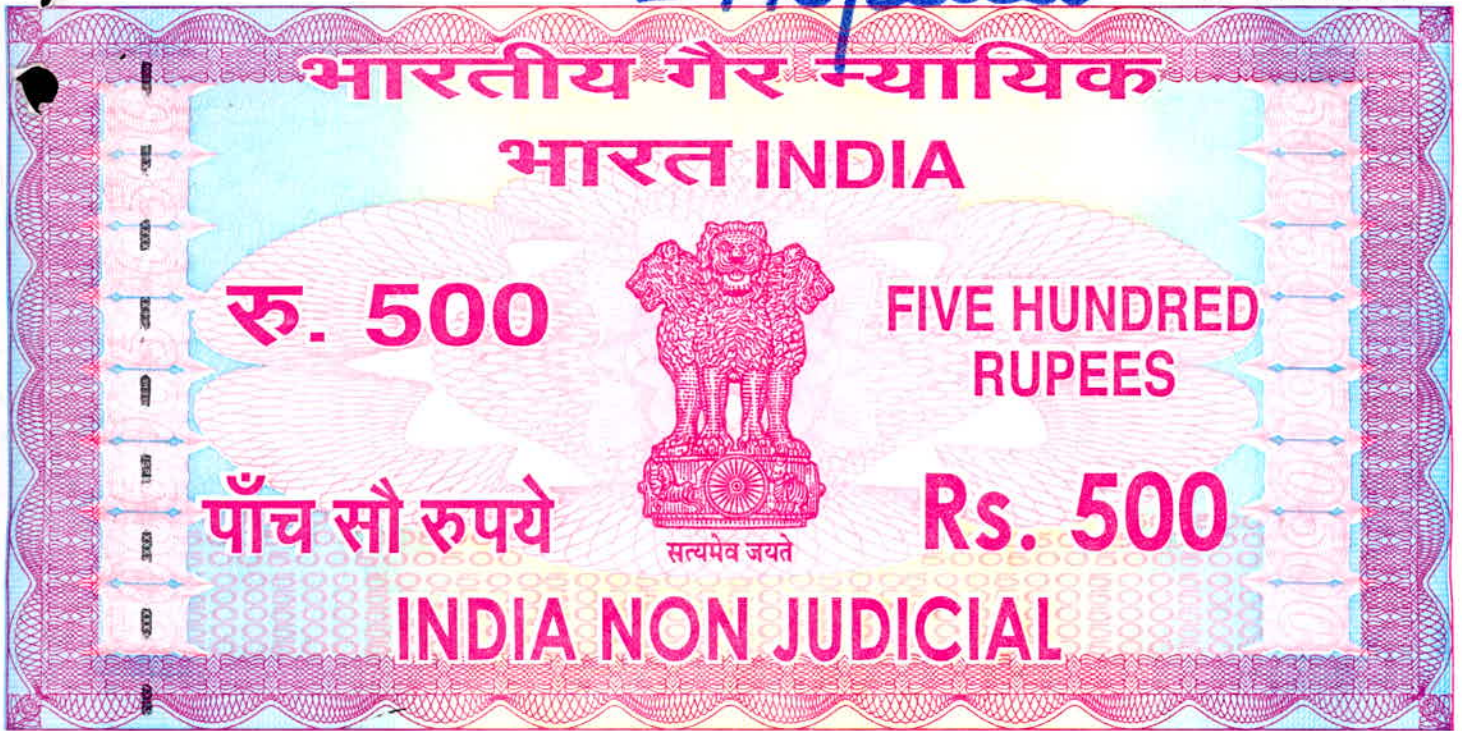 भारतीय गैर न्यायिक
भारत INDIA
रु. 500
FIVE HUNDRED
RUPEES
पाँच सौ रुपये
Rs. 500
सत्यमेव जयते
INDIA NON JUDICIAL